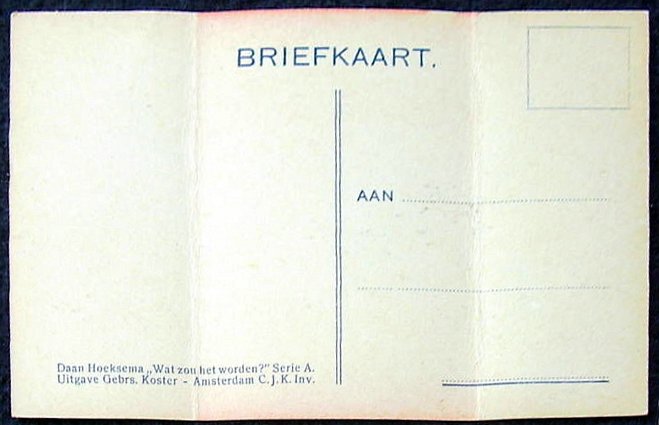 BRIEFKAART.
AAN
Daan Hoeksema „Wat zou het worden?" Serie A.
Uitgave Gebrs. Koster - Amsterdam C. J. K. Inv.